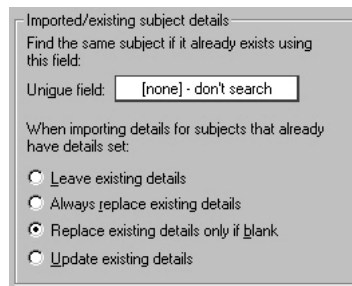 Imported/existing subject details
Find the same subject if it already exists using
this field:
Unigue field: [none] - don't search
When importing details for subjects that already
have details set:
Leave existing details
Always replace existing details
Replace existing details only if blank
Update existing details